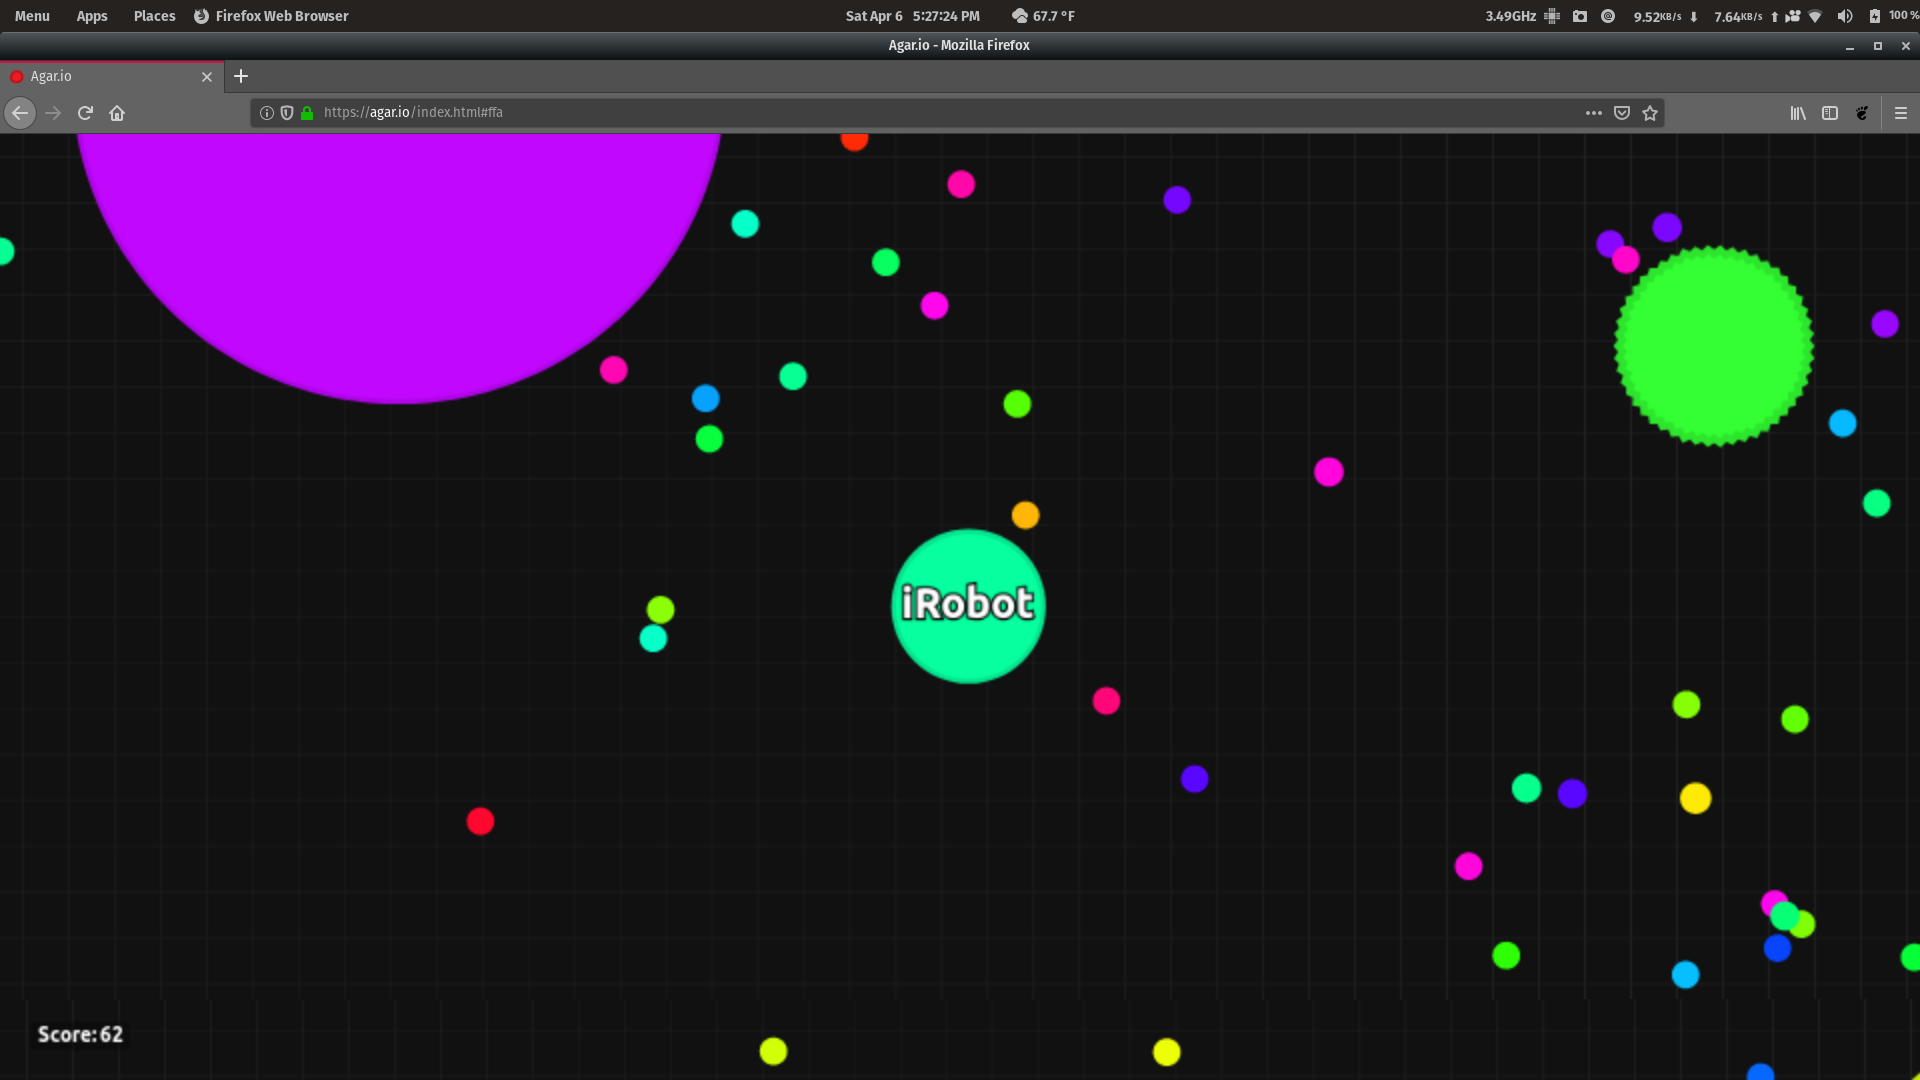 Menu Apps Places Firefox Web Browser Sat Apr 6 5:27:24 PM 67.7 °F 3.49GHz 9.52KB/s 7.64KB/s 100 %
Agar.io - Mozilla Firefox
Agar.io
https://agar.io/index.html#ffa
iRobot
Score: 62